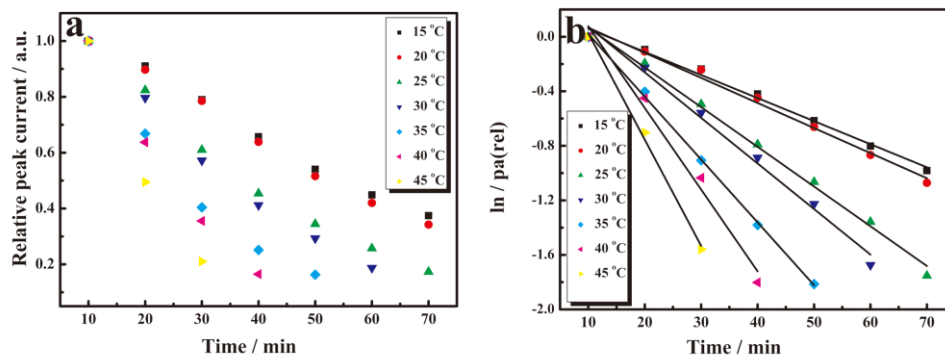 a
Relative peak current / a.u.
1.0
0.8
0.6
0.4
0.2
10 20 30 40 50 60 70
Time / min
15 °C
20 °C
25 °C
30 °C
35 °C
40 °C
45 °C
b
ln / pa(rel)
0.0
-0.6
-1.2
-1.8
-2.0
10 20 30 40 50 60 70
Time / min
15 °C
20 °C
25 °C
30 °C
35 °C
40 °C
45 °C